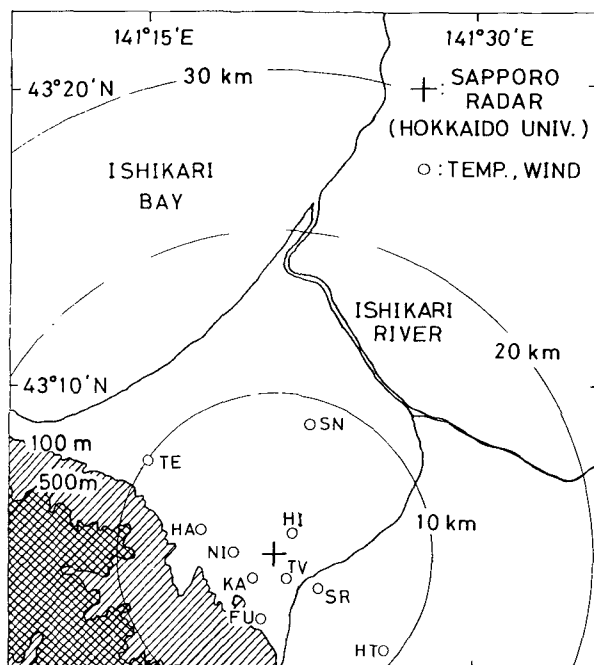 141°15'E
141°30'E
43°20'N
30 km
+: SAPPORO
RADAR
(HOKKAIDO UNIV.)
○: TEMP., WIND
ISHIKARI
BAY
ISHIKARI
RIVER
20 km
43°10'N
SN
100 m
TE
500m
HI
10 km
HA
NI
KA
TV
SR
FU
HT